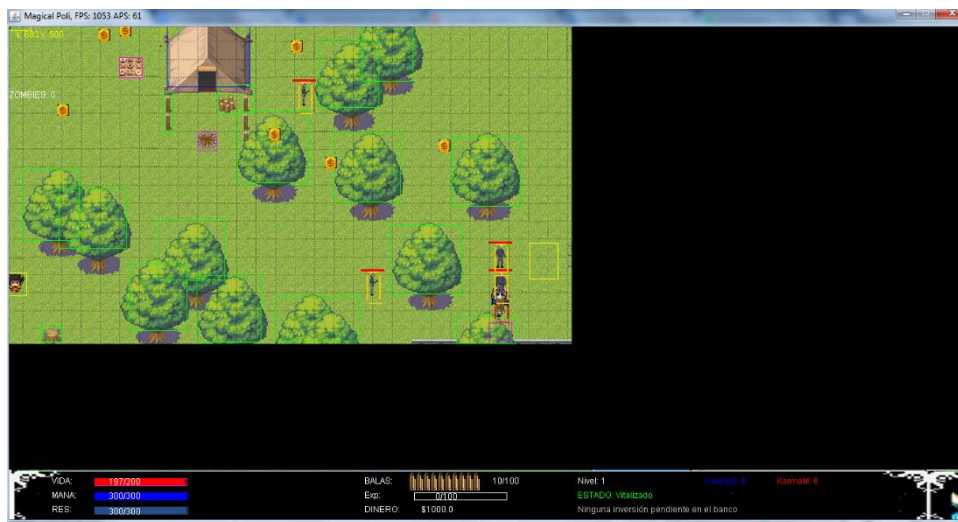 Magical Poli, FPS: 1053 APS: 61
ZOMBIES: 0
VIDA: 197/200
BALAS: 10/100
Nivel: 1
KarmaB: 0
KarmaM: 0
MANA: 300/300
Exp: 0/100
ESTADO: Vitalizado
RES: 300/300
DINERO: $1000.0
Ninguna inversión pendiente en el banco